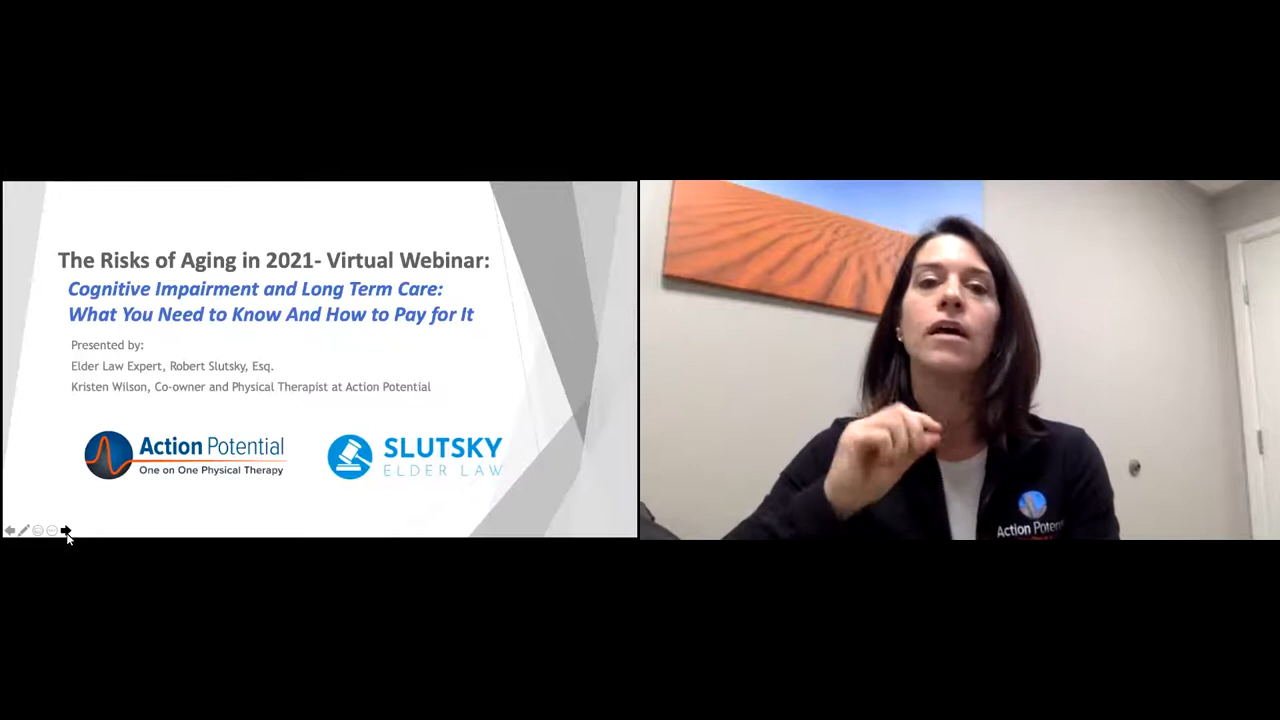 The Risks of Aging in 2021- Virtual Webinar:
Cognitive Impairment and Long Term Care:
What You Need to Know And How to Pay for It
Presented by:
Elder Law Expert, Robert Slutsky, Esq.
Kristen Wilson, Co-owner and Physical Therapist at Action Potential
Action Potential
One on One Physical Therapy
SLUTSKY
ELDER LAW
Action Poten